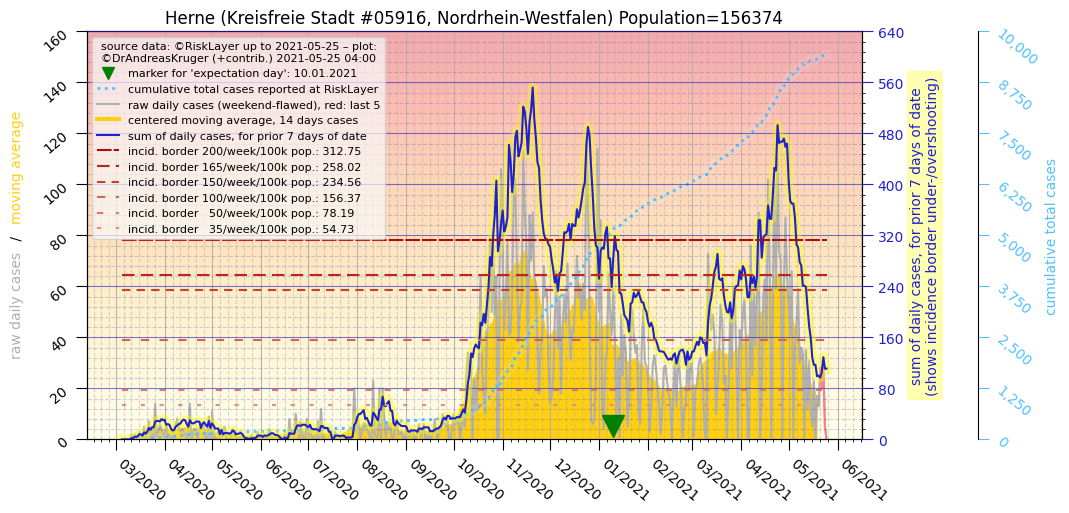 Herne (Kreisfreie Stadt #05916, Nordrhein-Westfalen) Population=156374
source data: ©RiskLayer up to 2021-05-25 – plot:
©DrAndreasKruger (+contrib.) 2021-05-25 04:00
marker for 'expectation day': 10.01.2021
cumulative total cases reported at RiskLayer
raw daily cases (weekend-flawed), red: last 5
centered moving average, 14 days cases
sum of daily cases, for prior 7 days of date
incid. border 200/week/100k pop.: 312.75
incid. border 165/week/100k pop.: 258.02
incid. border 150/week/100k pop.: 234.56
incid. border 100/week/100k pop.: 156.37
incid. border   50/week/100k pop.: 78.19
incid. border   35/week/100k pop.: 54.73
raw daily cases / moving average
160
140
120
100
80
60
40
20
0
03/2020
04/2020
05/2020
06/2020
07/2020
08/2020
09/2020
10/2020
11/2020
12/2020
01/2021
02/2021
03/2021
04/2021
05/2021
06/2021
640
560
480
400
320
240
160
80
0
sum of daily cases, for prior 7 days of date
(shows incidence border under-/overshooting)
10,000
8,750
7,500
6,250
5,000
3,750
2,500
1,250
0
cumulative total cases